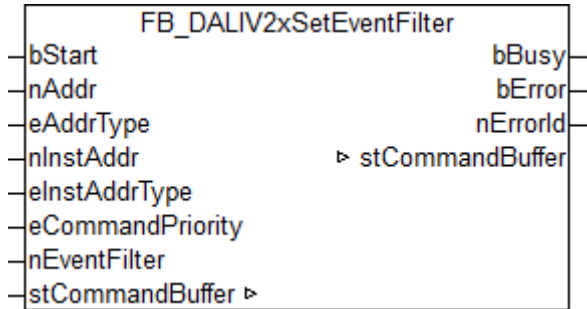 FB_DALIV2xSetEventFilter
bStart bBusy
nAddr bError
eAddrType nErrorId
nInstAddr ▹ stCommandBuffer
eInstAddrType
eCommandPriority
nEventFilter
stCommandBuffer ▹